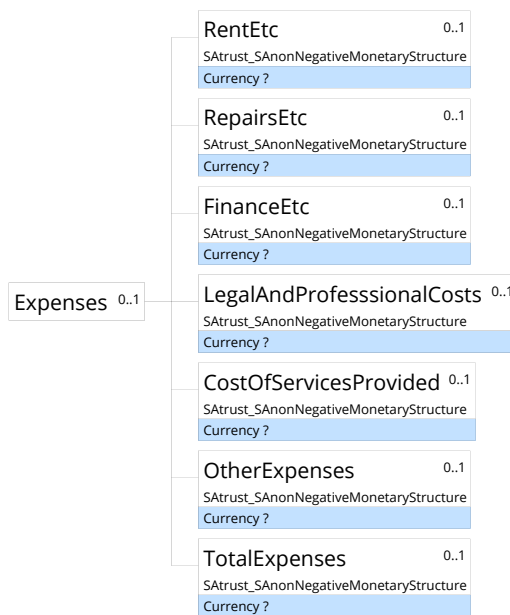 RentEtc 0..1
SAtrust_SAnonNegativeMonetaryStructure
Currency ?
RepairsEtc 0..1
SAtrust_SAnonNegativeMonetaryStructure
Currency ?
FinanceEtc 0..1
SAtrust_SAnonNegativeMonetaryStructure
Currency ?
Expenses 0..1
LegalAndProfesssionalCosts 0..1
SAtrust_SAnonNegativeMonetaryStructure
Currency ?
CostOfServicesProvided 0..1
SAtrust_SAnonNegativeMonetaryStructure
Currency ?
OtherExpenses 0..1
SAtrust_SAnonNegativeMonetaryStructure
Currency ?
TotalExpenses 0..1
SAtrust_SAnonNegativeMonetaryStructure
Currency ?